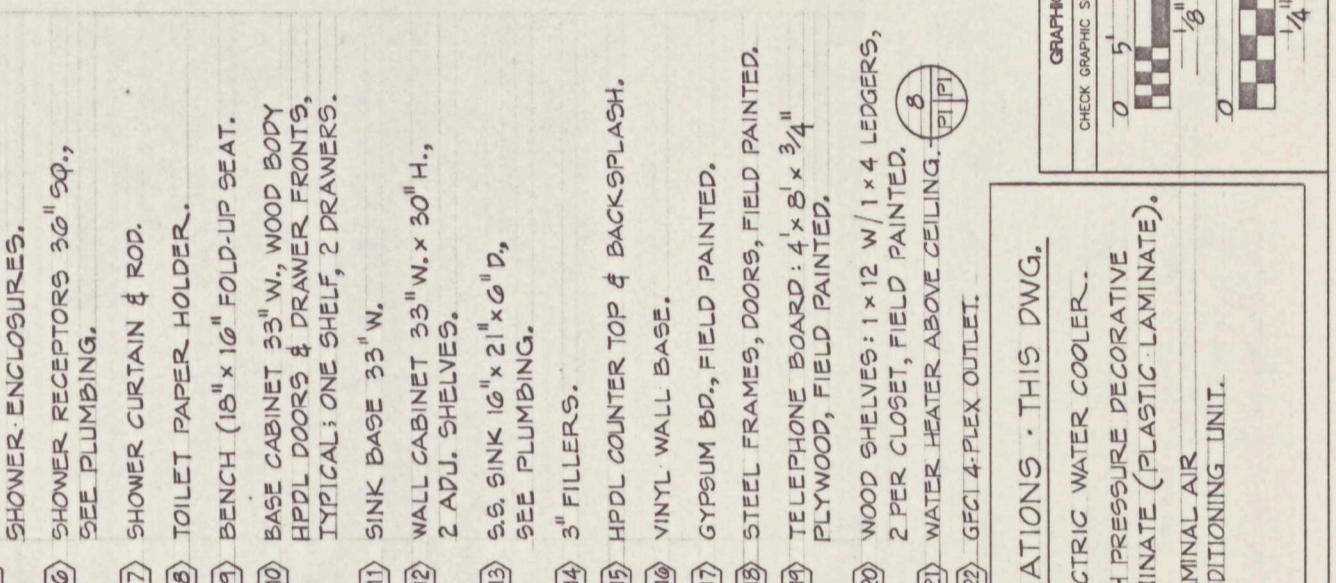 SHOWER ENCLOSURES.
6 SHOWER RECEPTORS 36" SQ.,
SEE PLUMBING.
7 SHOWER CURTAIN & ROD.
8 TOILET PAPER HOLDER.
9 BENCH (18" x 16" FOLD-UP SEAT.
10 BASE CABINET 33" W., WOOD BODY
HPDL DOORS & DRAWER FRONTS,
TYPICAL: ONE SHELF, 2 DRAWERS.
11 SINK BASE 33" W.
12 WALL CABINET 33" W. x 30" H.,
2 ADJ. SHELVES.
13 S.S. SINK 16" x 21" x 6" D.,
SEE PLUMBING.
14 3" FILLERS.
15 HPDL COUNTER TOP & BACKSPLASH.
16 VINYL WALL BASE.
17 GYPSUM BD., FIELD PAINTED.
18 STEEL FRAMES, DOORS, FIELD PAINTED.
19 TELEPHONE BOARD: 4' x 8' x 3/4"
PLYWOOD, FIELD PAINTED.
20 WOOD SHELVES: 1 x 12 W/ 1 x 4 LEDGERS,
2 PER CLOSET, FIELD PAINTED.
21 WATER HEATER ABOVE CEILING.
8
P1 P1
22 GFCI 4-PLEX OUTLET.
ATIONS · THIS DWG.
CTRIC WATER COOLER.
H PRESSURE DECORATIVE
INATE (PLASTIC LAMINATE).
MINAL AIR
DITIONING UNIT.
GRAPHIC
CHECK GRAPHIC S
0 5'
1/8"
0
1/4"